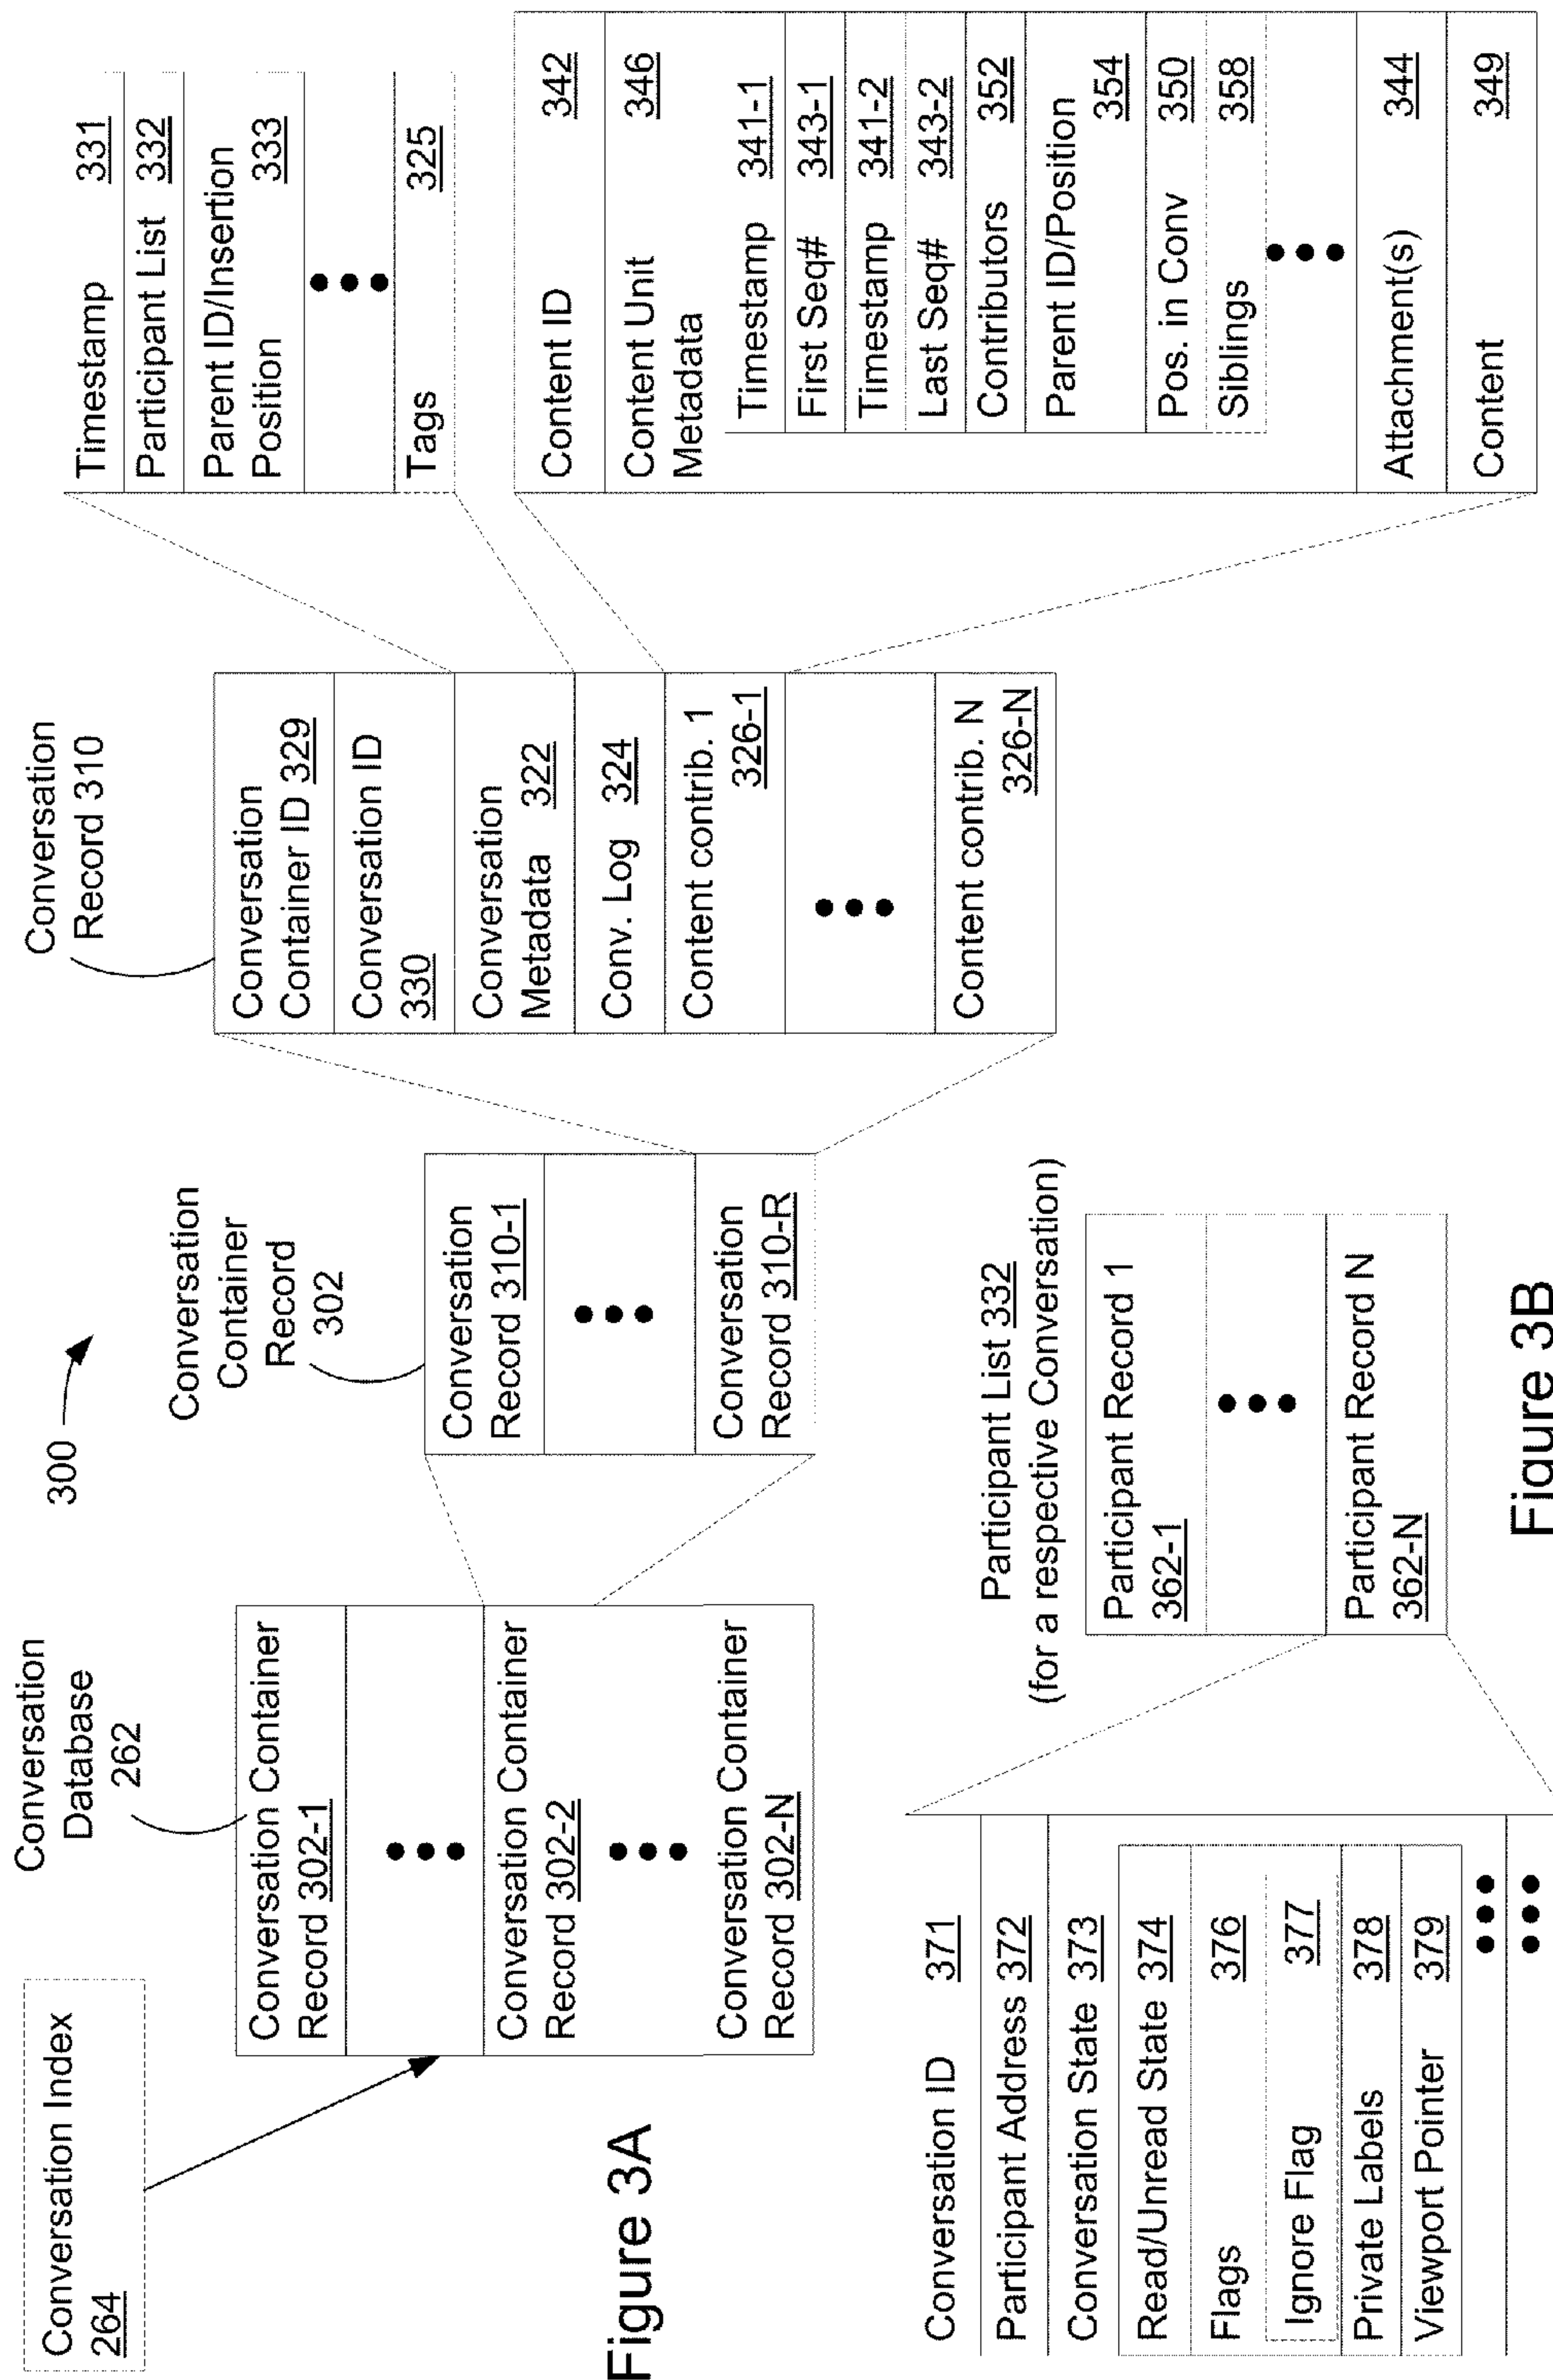 300
Conversation Index
264
Conversation
Database
262
Conversation Container
Record 302-1
Conversation Container
Record 302-2
Conversation Container
Record 302-N
Conversation
Container
Record
302
Conversation
Record 310-1
Conversation
Record 310-R
Conversation
Record 310
Conversation
Container ID 329
Conversation ID
330
Conversation
Metadata 322
Conv. Log 324
Content contrib. 1
326-1
Content contrib. N
326-N
Timestamp 331
Participant List 332
Parent ID/Insertion
Position 333
Tags 325
Content ID 342
Content Unit 346
Metadata
Timestamp 341-1
First Seq# 343-1
Timestamp 341-2
Last Seq# 343-2
Contributors 352
Parent ID/Position
354
Pos. in Conv 350
Siblings 358
Attachment(s) 344
Content 349
Figure 3A
Participant List 332
(for a respective Conversation)
Participant Record 1
362-1
Participant Record N
362-N
Conversation ID 371
Participant Address 372
Conversation State 373
Read/Unread State 374
Flags 376
Ignore Flag 377
Private Labels 378
Viewport Pointer 379
Figure 3B